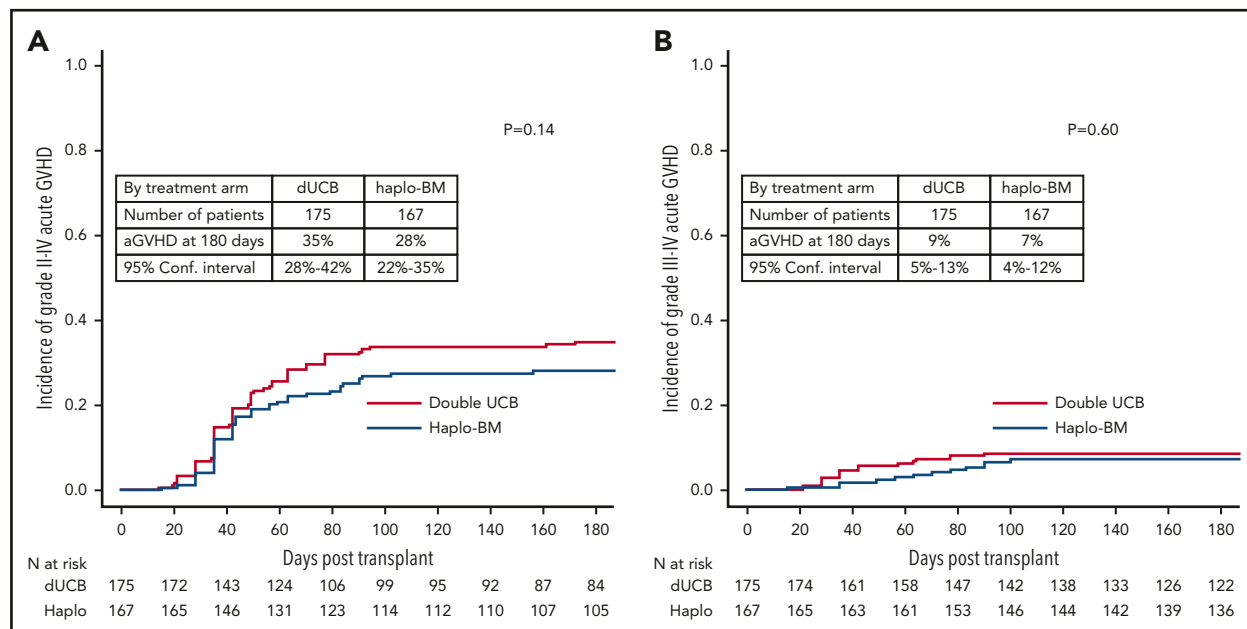 A
Incidence of grade II-IV acute GVHD
1.0
0.8
0.6
0.4
0.2
0.0
P=0.14
By treatment arm dUCB haplo-BM
Number of patients 175 167
aGVHD at 180 days 35% 28%
95% Conf. interval 28%-42% 22%-35%
Double UCB
Haplo-BM
0 20 40 60 80 100 120 140 160 180
Days post transplant
N at risk
dUCB 175 172 143 124 106 99 95 92 87 84
Haplo 167 165 146 131 123 114 112 110 107 105
B
Incidence of grade III-IV acute GVHD
1.0
0.8
0.6
0.4
0.2
0.0
P=0.60
By treatment arm dUCB haplo-BM
Number of patients 175 167
aGVHD at 180 days 9% 7%
95% Conf. interval 5%-13% 4%-12%
Double UCB
Haplo-BM
0 20 40 60 80 100 120 140 160 180
Days post transplant
N at risk
dUCB 175 174 161 158 147 142 138 133 126 122
Haplo 167 165 163 161 153 146 144 142 139 136